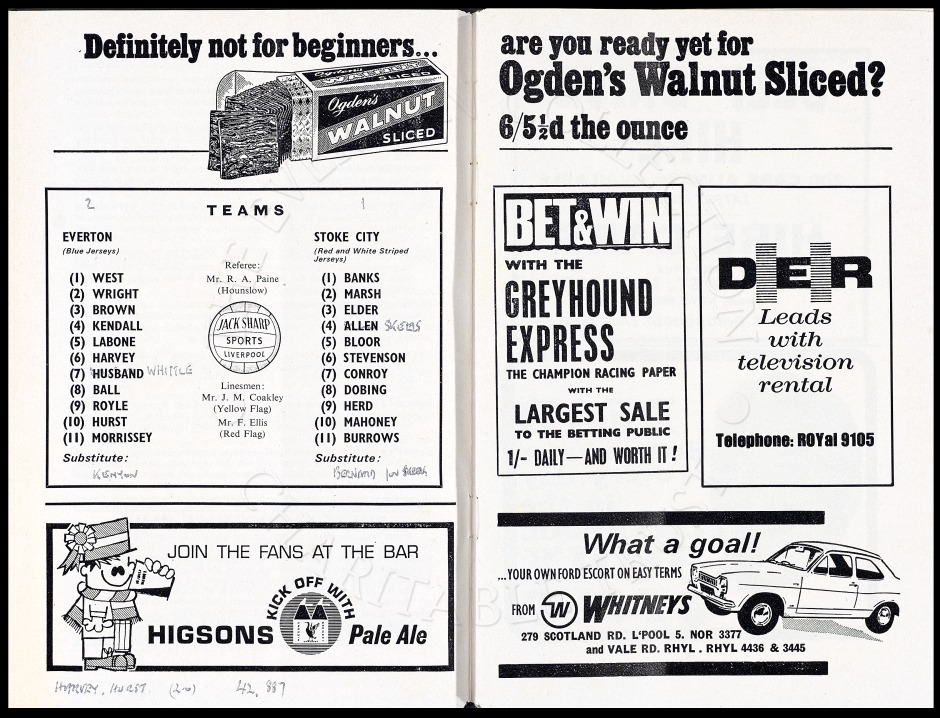 Definitely not for beginners...
Ogden's
WALNUT
SLICED
2
1
TEAMS
EVERTON
(Blue Jerseys)
(1) WEST
(2) WRIGHT
(3) BROWN
(4) KENDALL
(5) LABONE
(6) HARVEY
(7) HUSBAND WHITTLE
(8) BALL
(9) ROYLE
(10) HURST
(11) MORRISSEY
Substitute:
KENYON
Referee:
Mr. R. A. Paine
(Hounslow)
JACK SHARP
SPORTS
LIVERPOOL
Linesmen:
Mr. J. M. Coakley
(Yellow Flag)
Mr. F. Ellis
(Red Flag)
STOKE CITY
(Red and White Striped
Jerseys)
(1) BANKS
(2) MARSH
(3) ELDER
(4) ALLEN SKEELS
(5) BLOOR
(6) STEVENSON
(7) CONROY
(8) DOBING
(9) HERD
(10) MAHONEY
(11) BURROWS
Substitute:
BERNARD
JOIN THE FANS AT THE BAR
KICK OFF WITH
HIGSONS Pale Ale
HARVEY, HURST. (2-0) 42,887
are you ready yet for
Ogden's Walnut Sliced?
6/5½d the ounce
BET & WIN
WITH THE
GREYHOUND
EXPRESS
THE CHAMPION RACING PAPER
WITH THE
LARGEST SALE
TO THE BETTING PUBLIC
1/- DAILY—AND WORTH IT!
DER
Leads
with
television
rental
Telephone: ROYal 9105
What a goal!
...YOUR OWN FORD ESCORT ON EASY TERMS
FROM W WHITNEYS
279 SCOTLAND RD. L'POOL 5. NOR 3377
and VALE RD. RHYL . RHYL 4436 & 3445